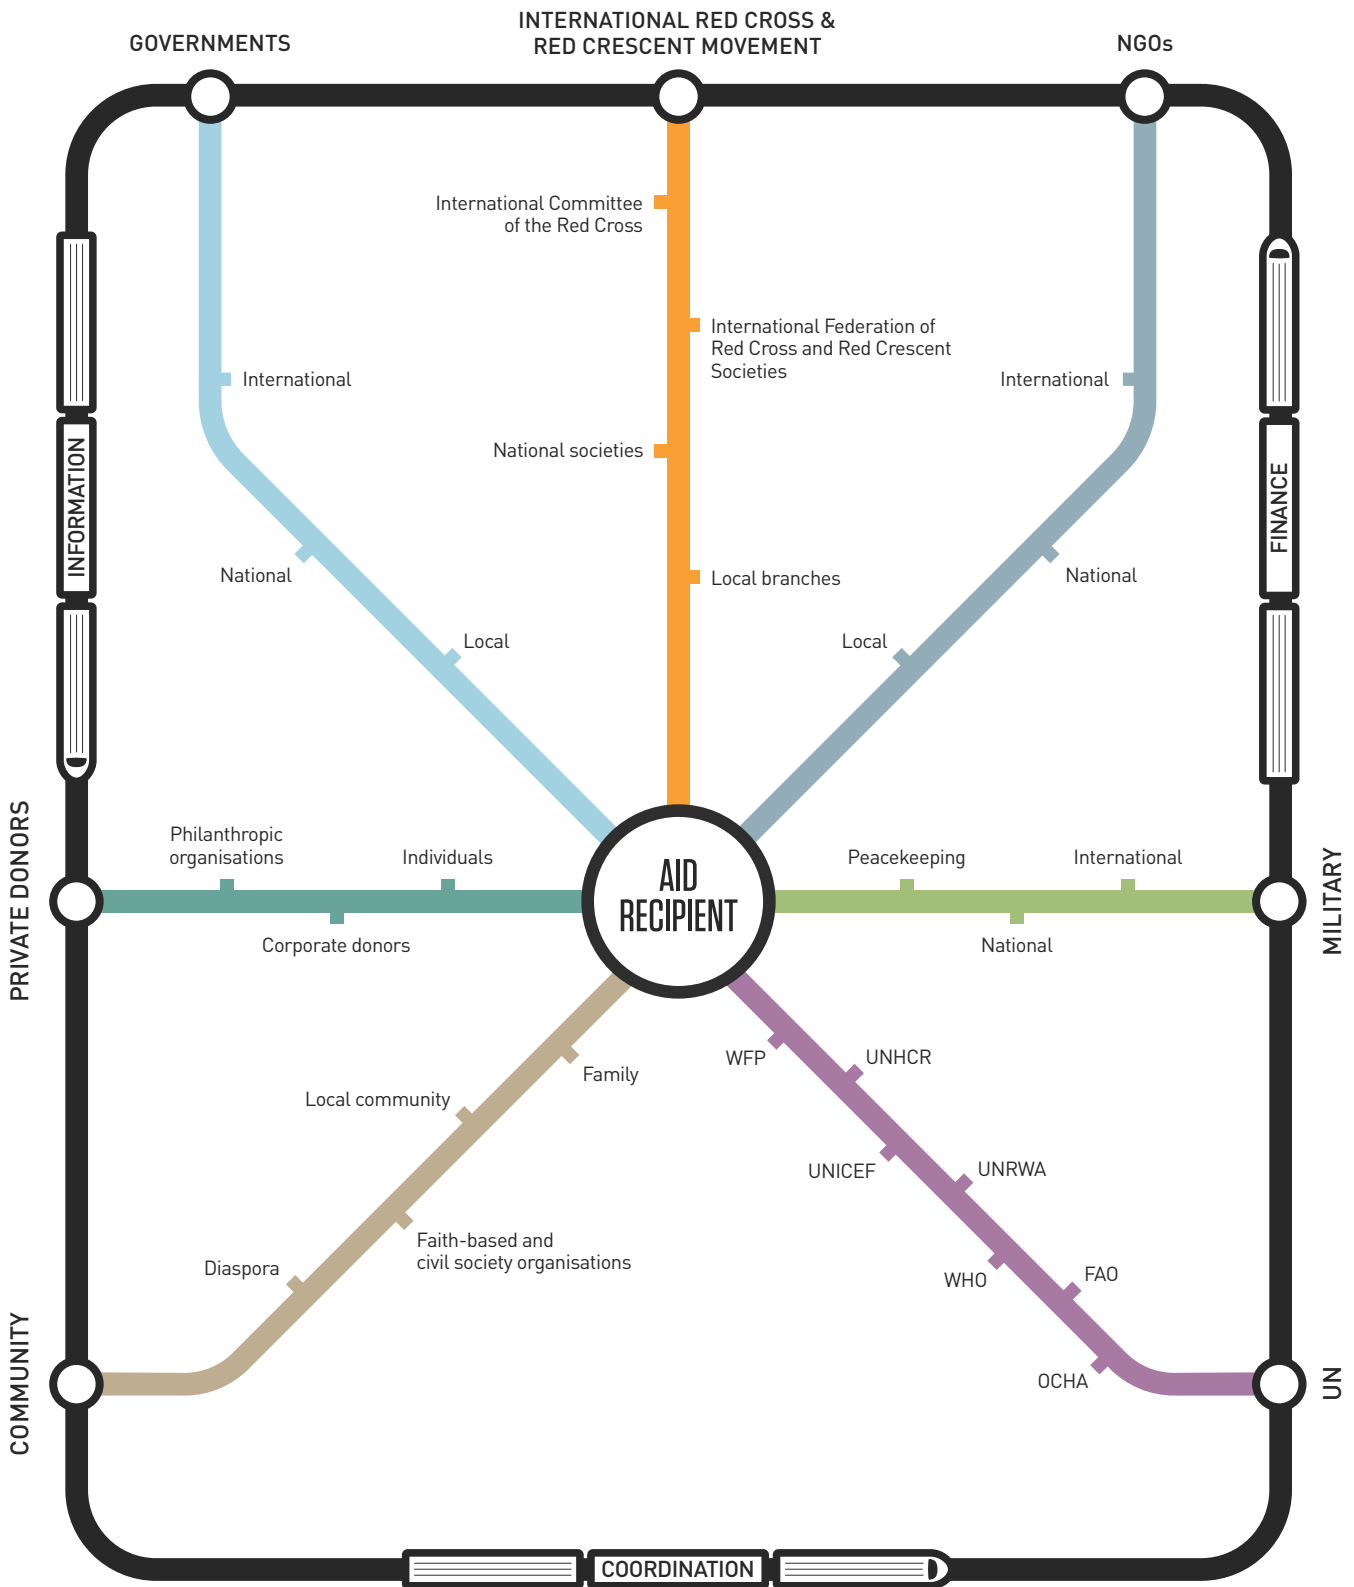 INTERNATIONAL RED CROSS &
RED CRESCENT MOVEMENT
GOVERNMENTS
NGOs
International Committee
of the Red Cross
International Federation of
Red Cross and Red Crescent
Societies
International
International
National societies
INFORMATION
FINANCE
National
Local branches
National
Local
Local
PRIVATE DONORS
Philanthropic
organisations
Individuals
Corporate donors
AID
RECIPIENT
Peacekeeping
International
National
MILITARY
WFP
UNHCR
Family
Local community
UNICEF
UNRWA
Faith-based and
civil society organisations
Diaspora
WHO
FAO
OCHA
COMMUNITY
UN
COORDINATION